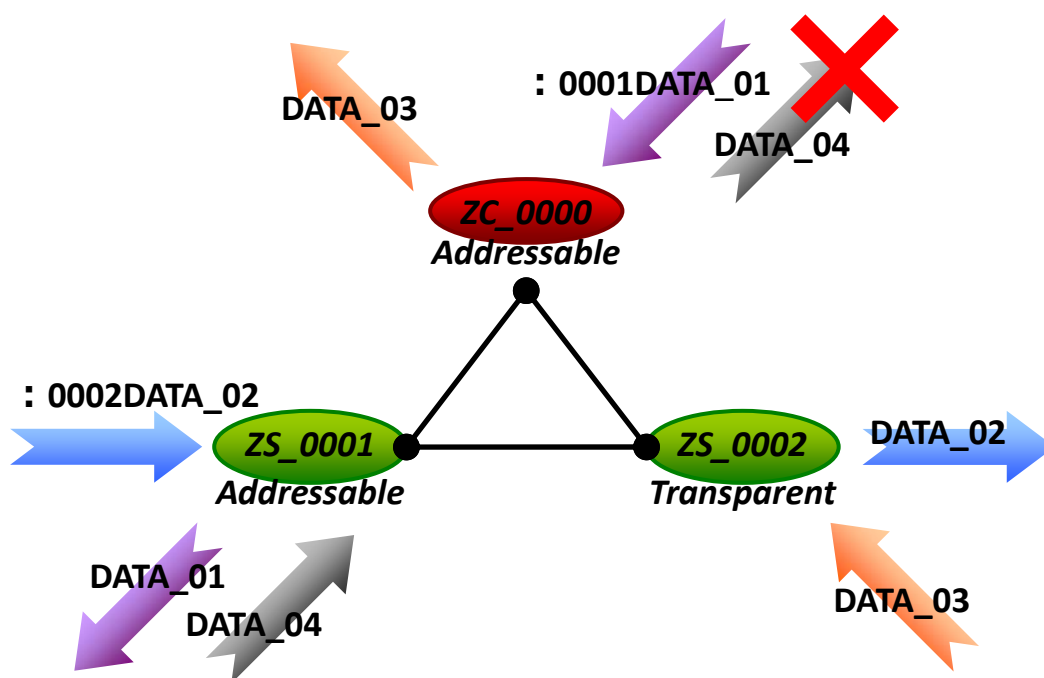 : 0001DATA_01
DATA_03
DATA_04
ZC_0000
Addressable
: 0002DATA_02
ZS_0001
Addressable
ZS_0002
Transparent
DATA_02
DATA_01
DATA_04
DATA_03